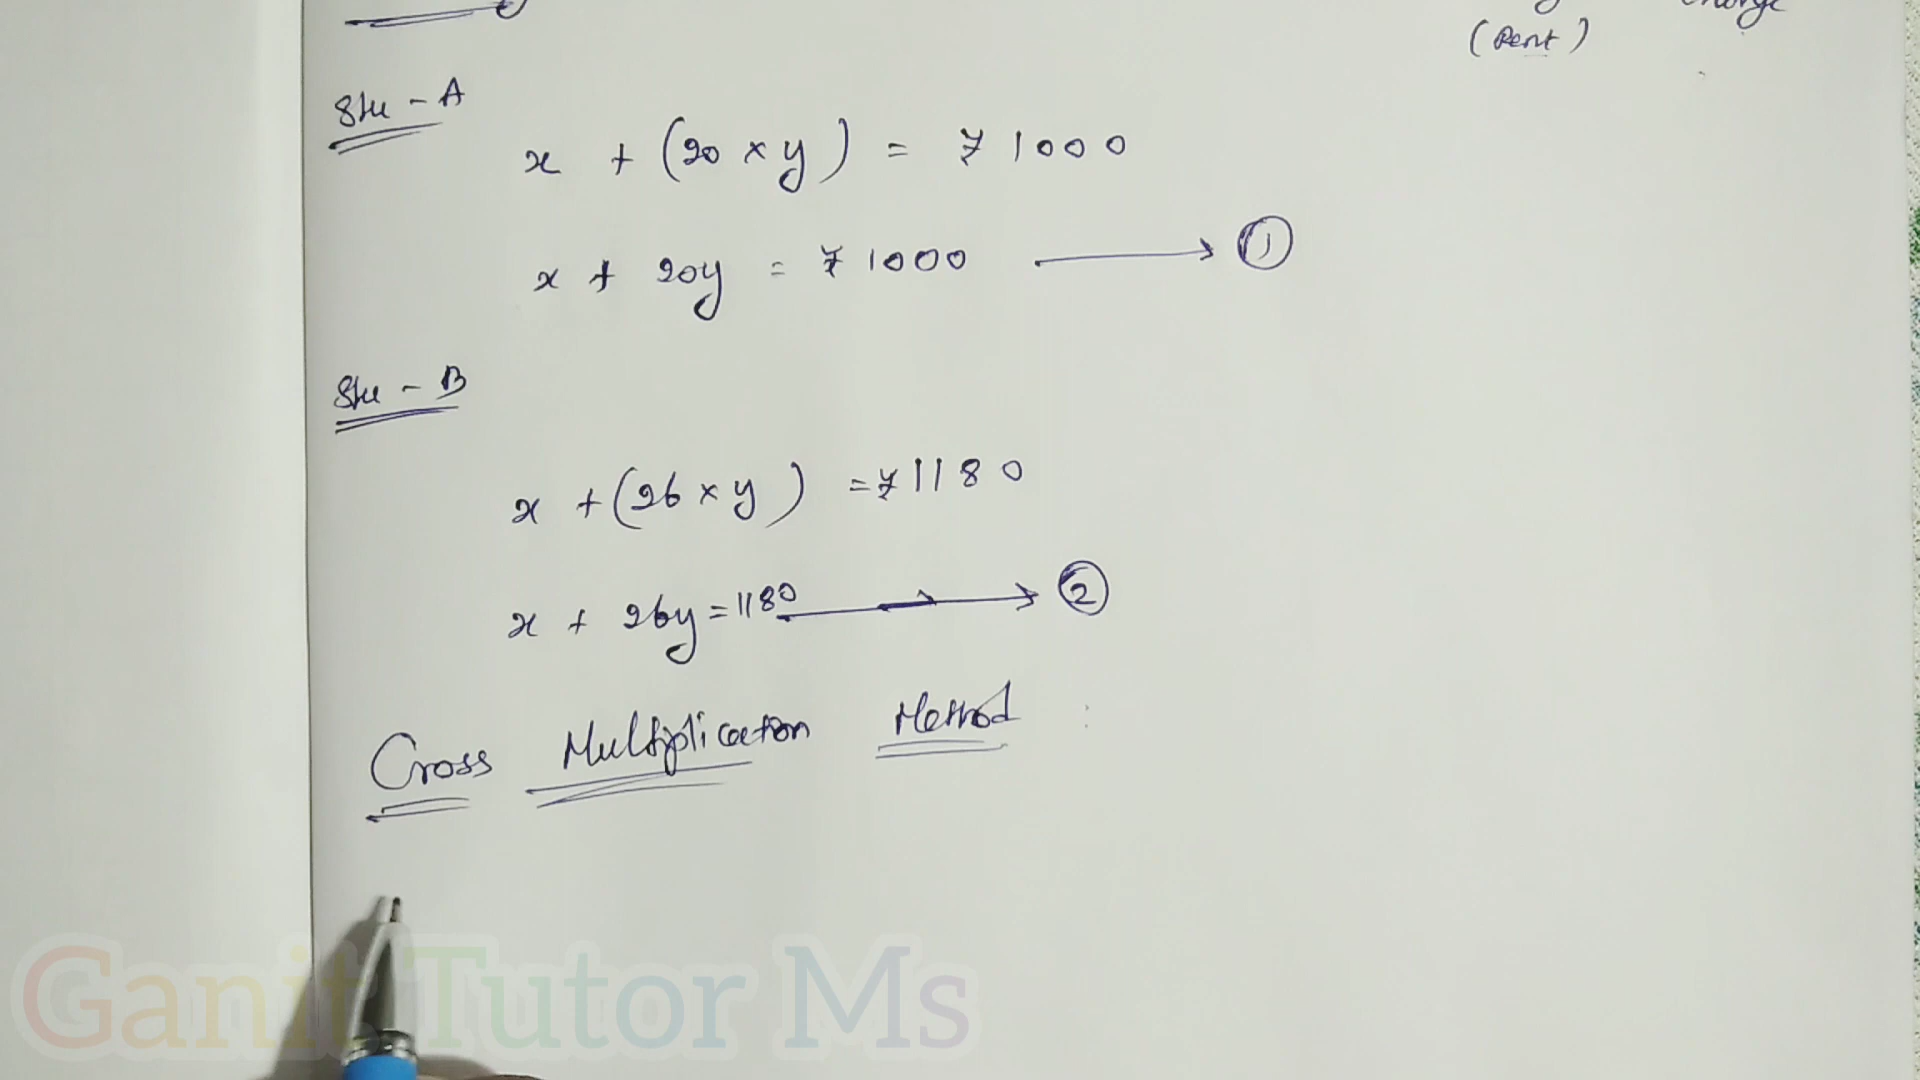 charge
(Rent)
Stu - A
x + (20 × y) = ₹ 1000
x + 20y = ₹ 1000 → ①
Stu - B
x + (26 × y) = ₹ 1180
x + 26y = 1180 → ②
Cross Multiplication Method :
Ganit Tutor Ms